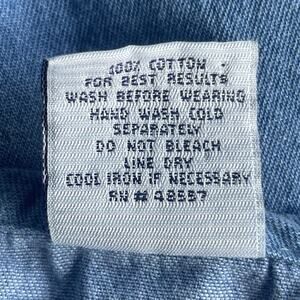 100% COTTON
FOR BEST RESULTS
WASH BEFORE WEARING
HAND WASH COLD
SEPARATELY
DO NOT BLEACH
LINE DRY
COOL IRON IF NECESSARY
RN # 48557